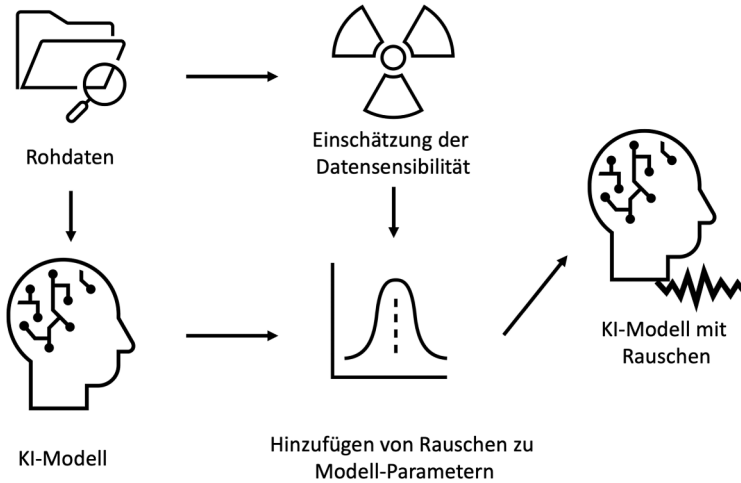 Rohdaten
Einschätzung der
Datensensibilität
KI-Modell
Hinzufügen von Rauschen zu
Modell-Parametern
KI-Modell mit
Rauschen